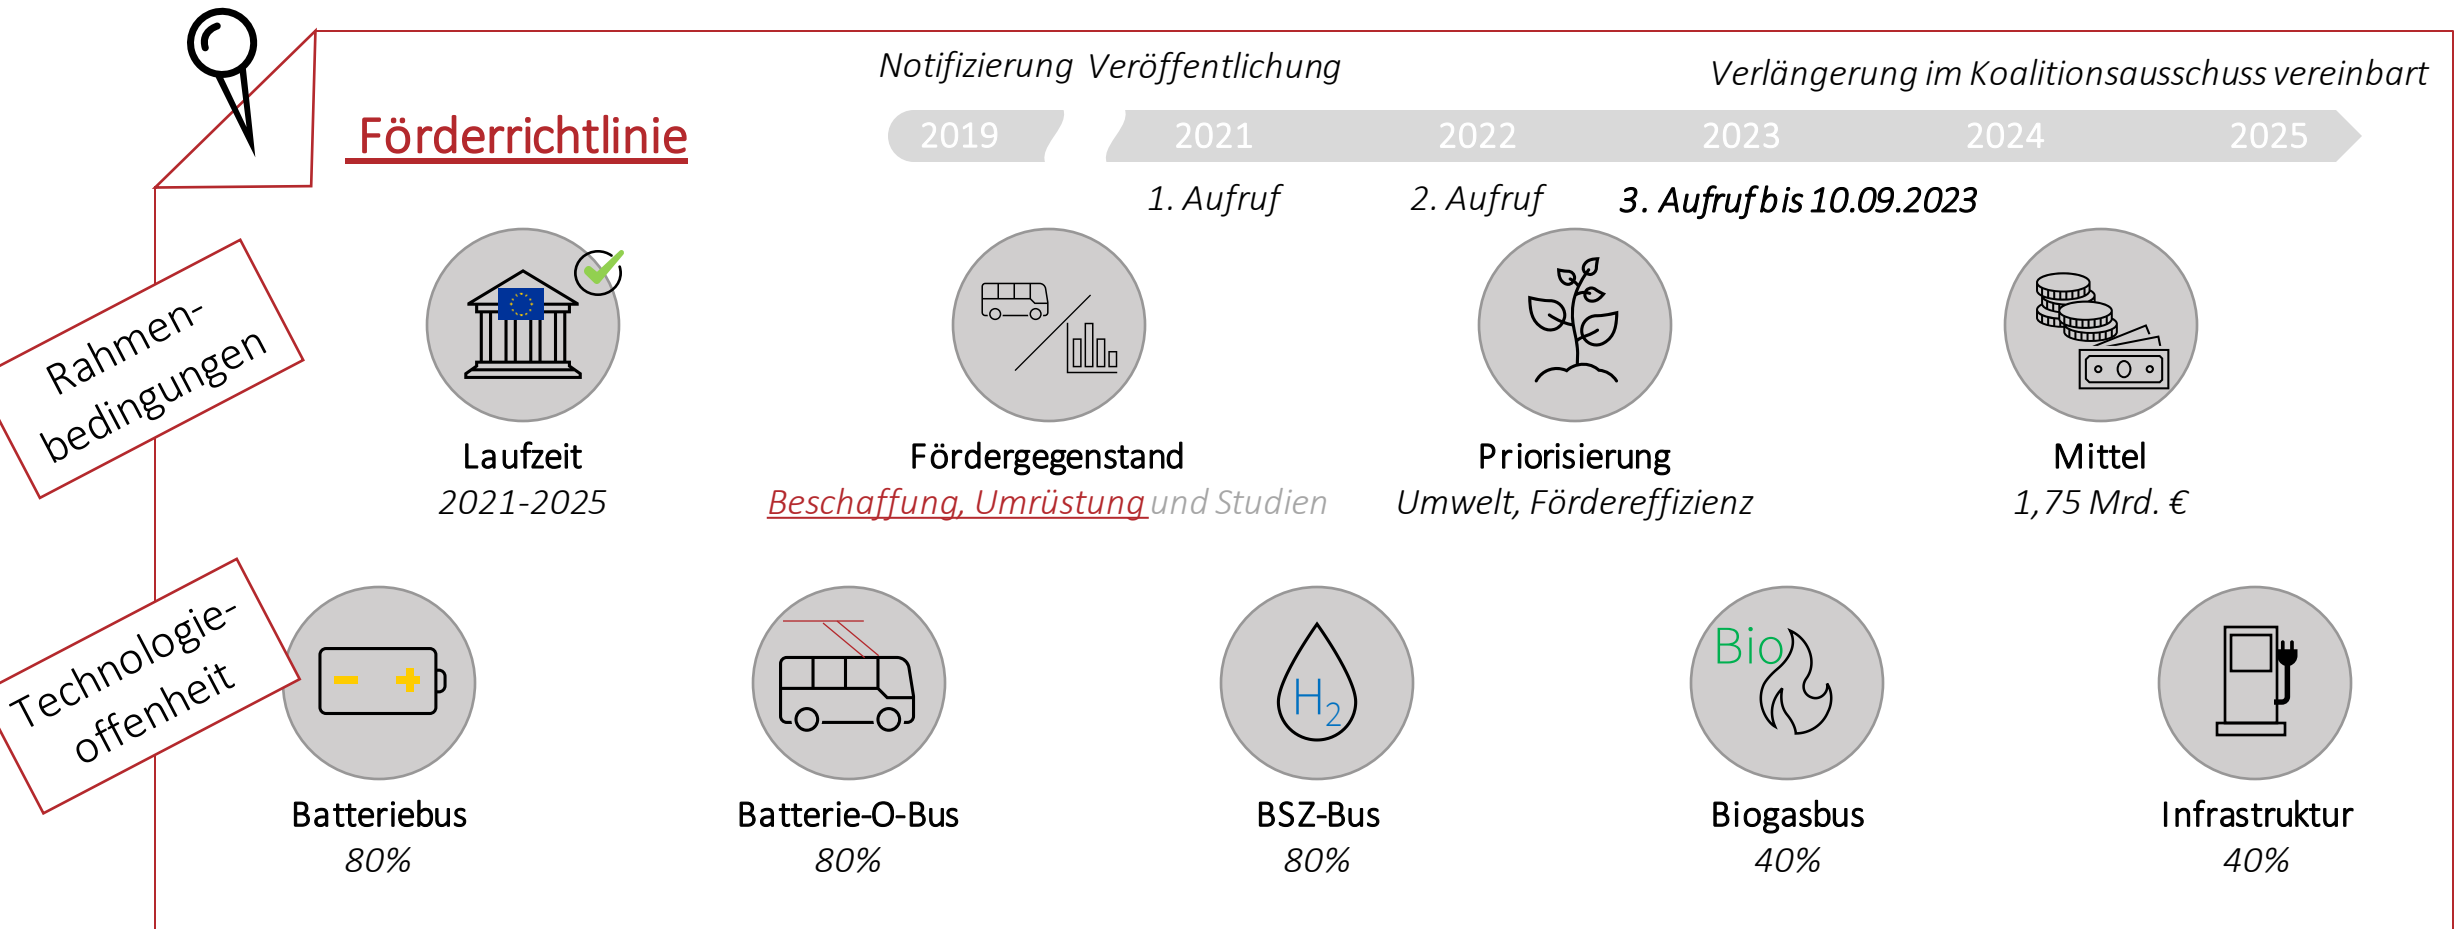 Notifizierung Veröffentlichung
Verlängerung im Koalitionsausschuss vereinbart
Förderrichtlinie
2019 2021 2022 2023 2024 2025
1. Aufruf 2. Aufruf 3. Aufruf bis 10.09.2023
Rahmen-
bedingungen
Laufzeit
2021-2025
Fördergegenstand
Beschaffung, Umrüstung und Studien
Priorisierung
Umwelt, Fördereffizienz
Mittel
1,75 Mrd. €
Technologie-
offenheit
Batteriebus
80%
Batterie-O-Bus
80%
H2
BSZ-Bus
80%
Bio
Biogasbus
40%
Infrastruktur
40%